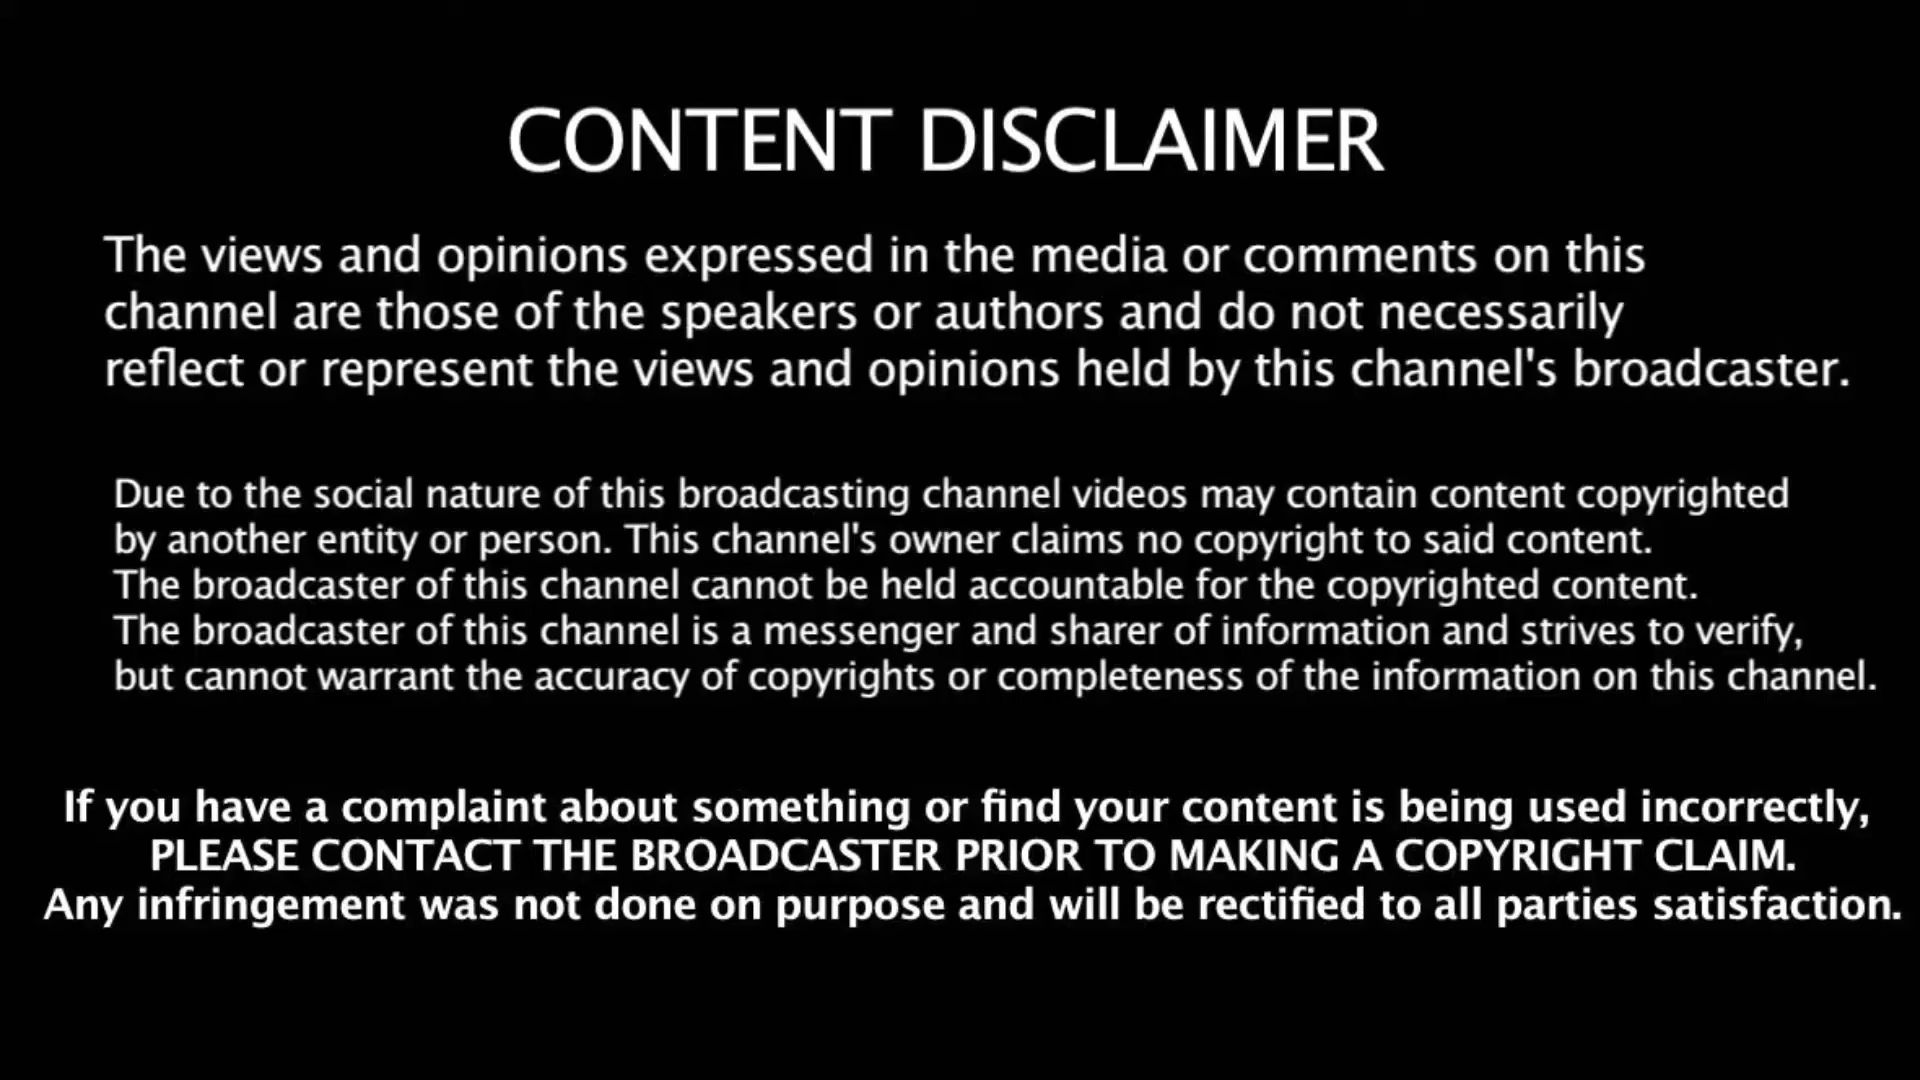 CONTENT DISCLAIMER
The views and opinions expressed in the media or comments on this
channel are those of the speakers or authors and do not necessarily
reflect or represent the views and opinions held by this channel's broadcaster.
Due to the social nature of this broadcasting channel videos may contain content copyrighted
by another entity or person. This channel's owner claims no copyright to said content.
The broadcaster of this channel cannot be held accountable for the copyrighted content.
The broadcaster of this channel is a messenger and sharer of information and strives to verify,
but cannot warrant the accuracy of copyrights or completeness of the information on this channel.
If you have a complaint about something or find your content is being used incorrectly,
PLEASE CONTACT THE BROADCASTER PRIOR TO MAKING A COPYRIGHT CLAIM.
Any infringement was not done on purpose and will be rectified to all parties satisfaction.